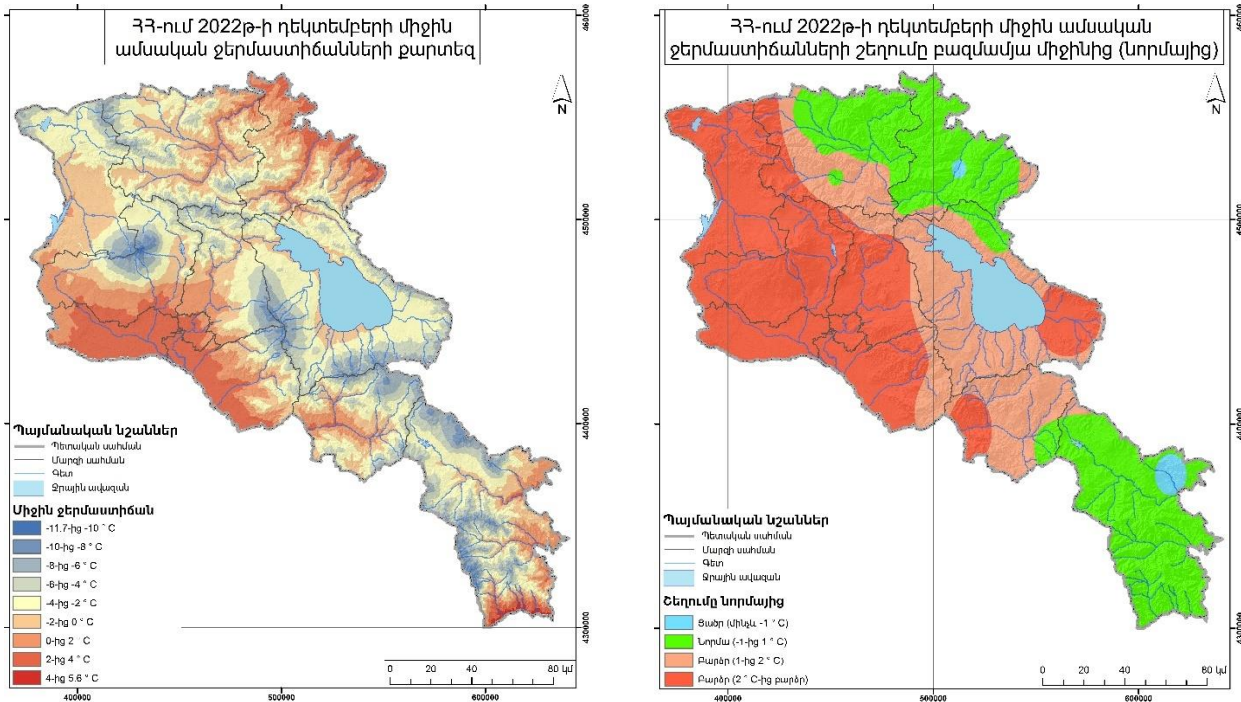 ՀՀ-ում 2022թ-ի դեկտեմբերի միջին
ամսական ջերմաստիճանների քարտեզ
N
Պայմանական նշաններ
Պետական սահման
Մարզի սահման
Գետ
Ջրային ավազան
Միջին ջերմաստիճան
-11.7-ից -10 ° C
-10-ից -8 ° C
-8-ից -6 ° C
-6-ից -4 ° C
-4-ից -2 ° C
-2-ից 0 ° C
0-ից 2 ° C
2-ից 4 ° C
4-ից 5.6 ° C
0 20 40 80 կմ
400000 500000 600000
ՀՀ-ում 2022թ-ի դեկտեմբերի միջին ամսական
ջերմաստիճանների շեղումը բազմամյա միջինից (նորմայից)
N
4500000
4400000
4300000
Պայմանական նշաններ
Պետական սահման
Մարզի սահման
Գետ
Ջրային ավազան
Շեղումը նորմայից
Ցածր (մինչև -1 ° C)
Նորմա (-1-ից 1 ° C)
Բարձր (1-ից 2 ° C)
Բարձր (2 ° C-ից բարձր)
0 20 40 80 կմ
400000 500000 600000
4500000
4400000
4300000